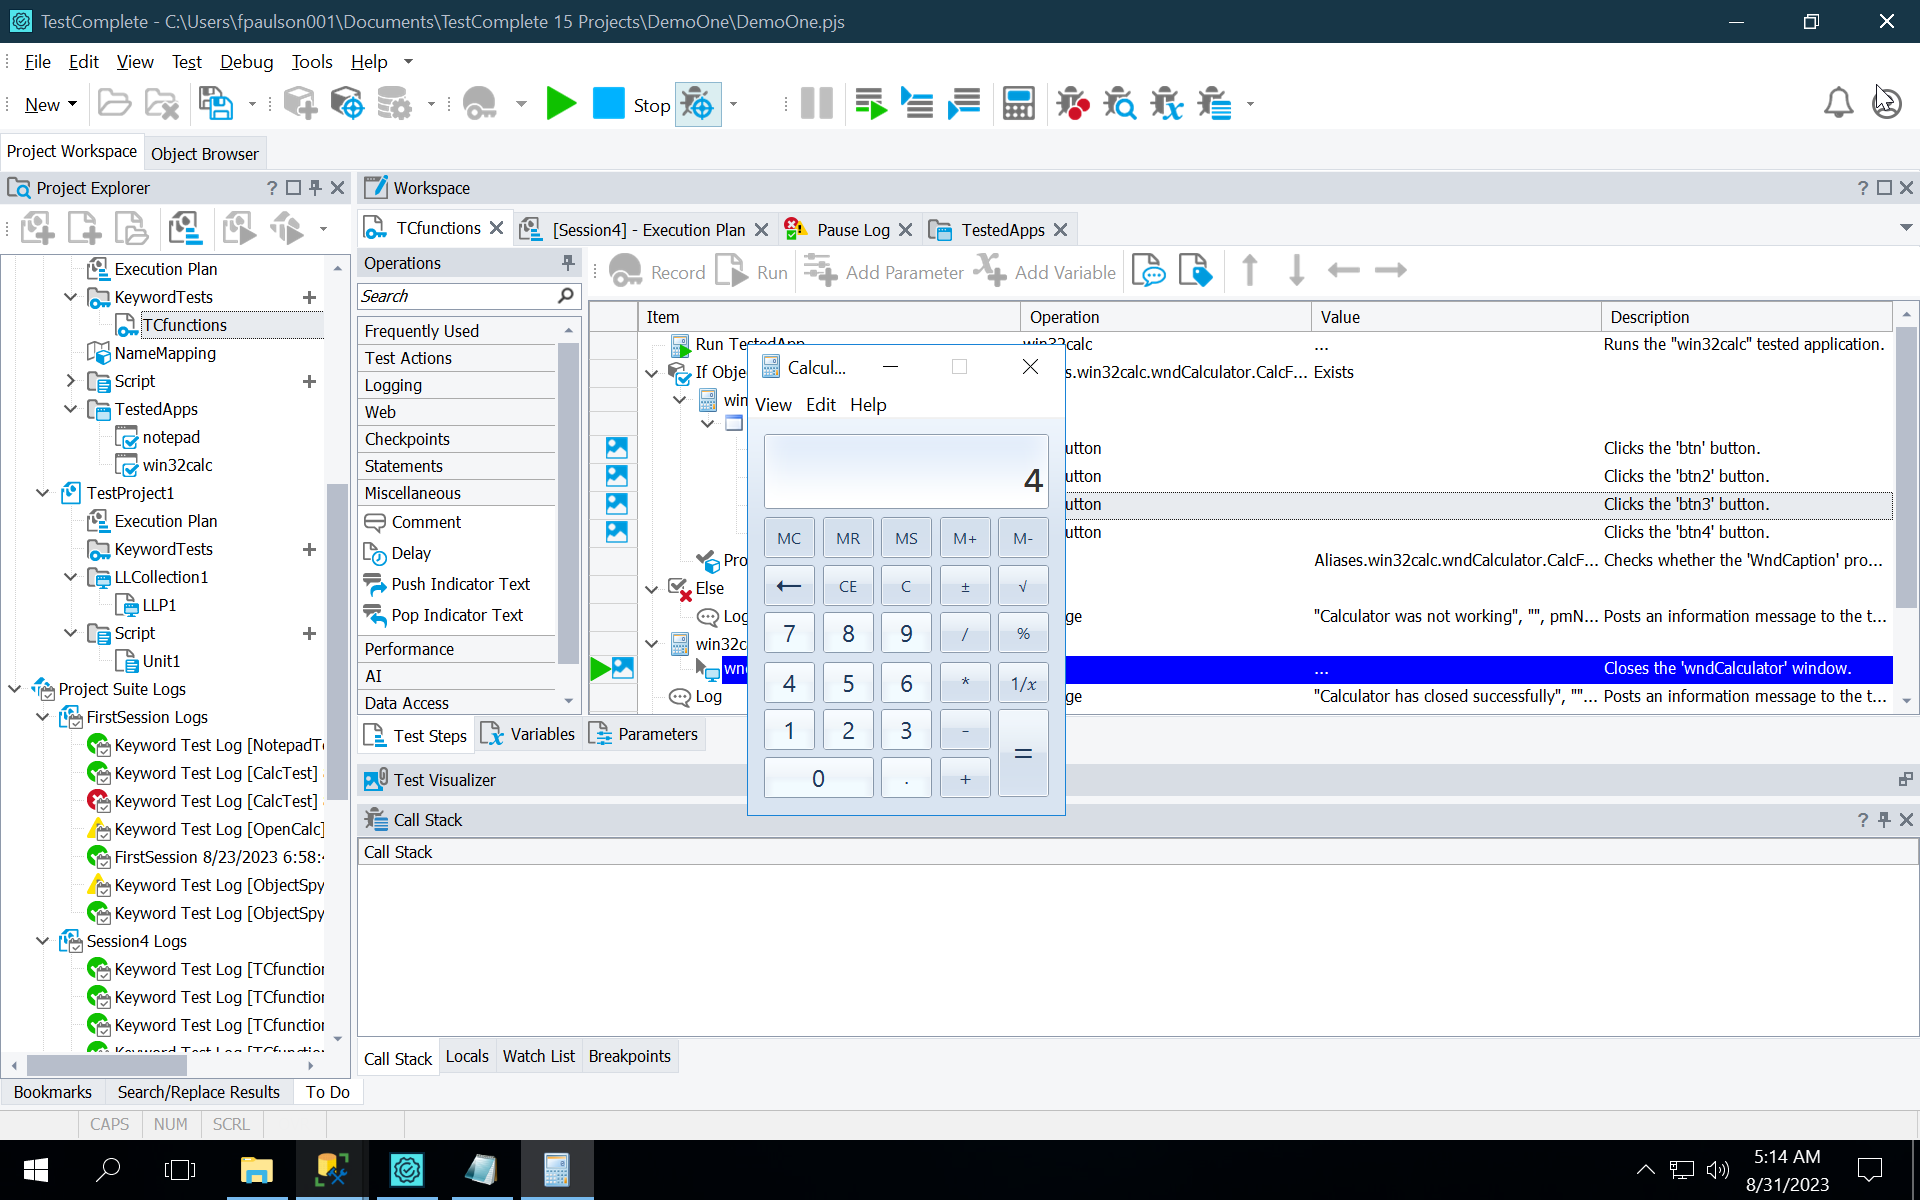 TestComplete - C:\Users\fpaulson001\Documents\TestComplete 15 Projects\DemoOne\DemoOne.pjs
File Edit View Test Debug Tools Help
New Stop
Project Workspace Object Browser
Project Explorer
Execution Plan
KeywordTests
TCfunctions
NameMapping
Script
TestedApps
notepad
win32calc
TestProject1
Execution Plan
KeywordTests
LLCollection1
LLP1
Script
Unit1
Project Suite Logs
FirstSession Logs
Keyword Test Log [NotepadT
Keyword Test Log [CalcTest]
Keyword Test Log [CalcTest]
Keyword Test Log [OpenCalc]
FirstSession 8/23/2023 6:58:
Keyword Test Log [ObjectSpy
Keyword Test Log [ObjectSpy
Session4 Logs
Keyword Test Log [TCfunction
Keyword Test Log [TCfunction
Keyword Test Log [TCfunction
Bookmarks Search/Replace Results To Do
Workspace
TCfunctions [Session4] - Execution Plan Pause Log TestedApps
Operations
Search
Frequently Used
Test Actions
Logging
Web
Checkpoints
Statements
Miscellaneous
Comment
Delay
Push Indicator Text
Pop Indicator Text
Performance
AI
Data Access
Record Run Add Parameter Add Variable
Item Operation Value Description
Run TestedApp win32calc ... Runs the "win32calc" tested application.
If Obje s.win32calc.wndCalculator.CalcF... Exists
win
utton Clicks the 'btn' button.
utton Clicks the 'btn2' button.
utton Clicks the 'btn3' button.
utton Clicks the 'btn4' button.
Pro Aliases.win32calc.wndCalculator.CalcF... Checks whether the 'WndCaption' pro...
Else
Log ge "Calculator was not working", "", pmN... Posts an information message to the t...
win32c
wn ... Closes the 'wndCalculator' window.
Log ge "Calculator has closed successfully", ""... Posts an information message to the t...
Calcul...
View Edit Help
4
MC MR MS M+ M-
← CE C ± √
7 8 9 / %
4 5 6 * 1/x
1 2 3 - =
0 . +
Test Steps Variables Parameters
Test Visualizer
Call Stack
Call Stack
Call Stack Locals Watch List Breakpoints
CAPS NUM SCRL
5:14 AM
8/31/2023